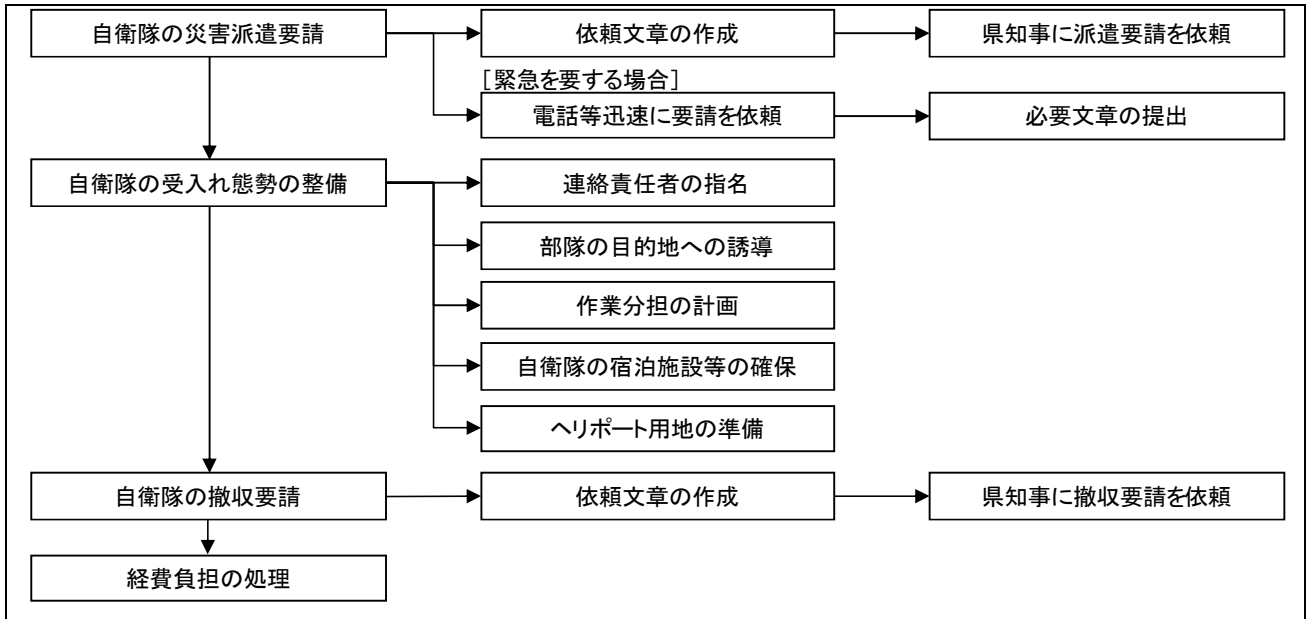 自衛隊の災害派遣要請
依頼文章の作成
県知事に派遣要請を依頼
[緊急を要する場合]
電話等迅速に要請を依頼
必要文章の提出
自衛隊の受入れ態勢の整備
連絡責任者の指名
部隊の目的地への誘導
作業分担の計画
自衛隊の宿泊施設等の確保
ヘリポート用地の準備
自衛隊の撤収要請
依頼文章の作成
県知事に撤収要請を依頼
経費負担の処理